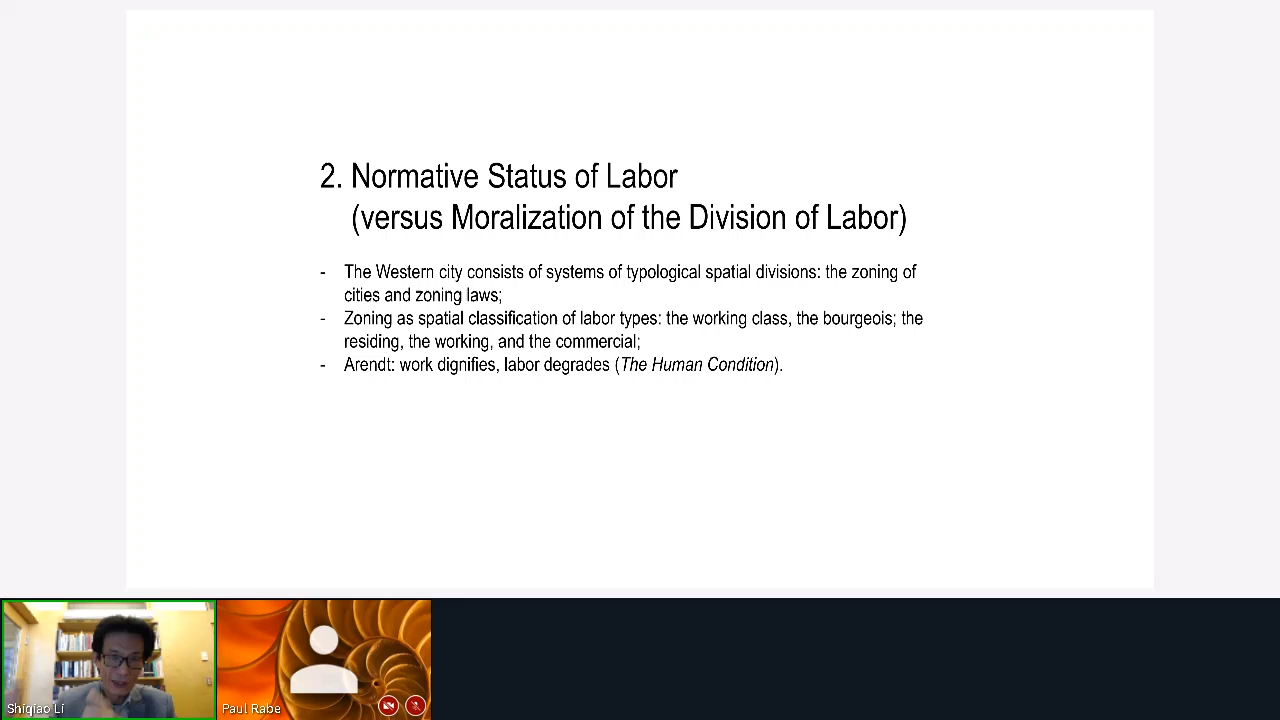 2. Normative Status of Labor
(versus Moralization of the Division of Labor)
- The Western city consists of systems of typological spatial divisions: the zoning of
cities and zoning laws;
- Zoning as spatial classification of labor types: the working class, the bourgeois; the
residing, the working, and the commercial;
- Arendt: work dignifies, labor degrades (The Human Condition).
Shiqiao Li
Paul Rabe